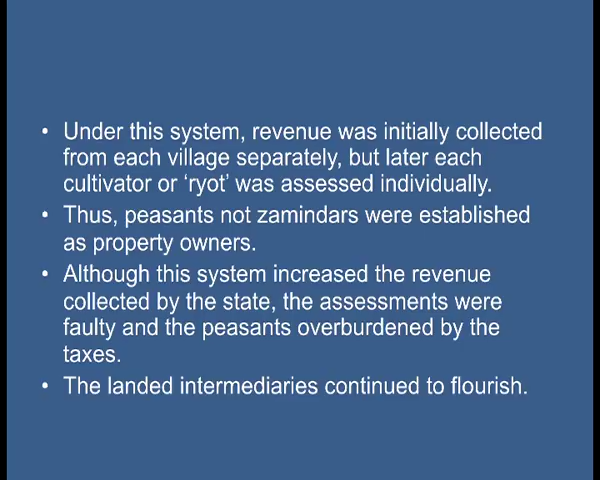 • Under this system, revenue was initially collected
from each village separately, but later each
cultivator or ‘ryot’ was assessed individually.
• Thus, peasants not zamindars were established
as property owners.
• Although this system increased the revenue
collected by the state, the assessments were
faulty and the peasants overburdened by the
taxes.
• The landed intermediaries continued to flourish.